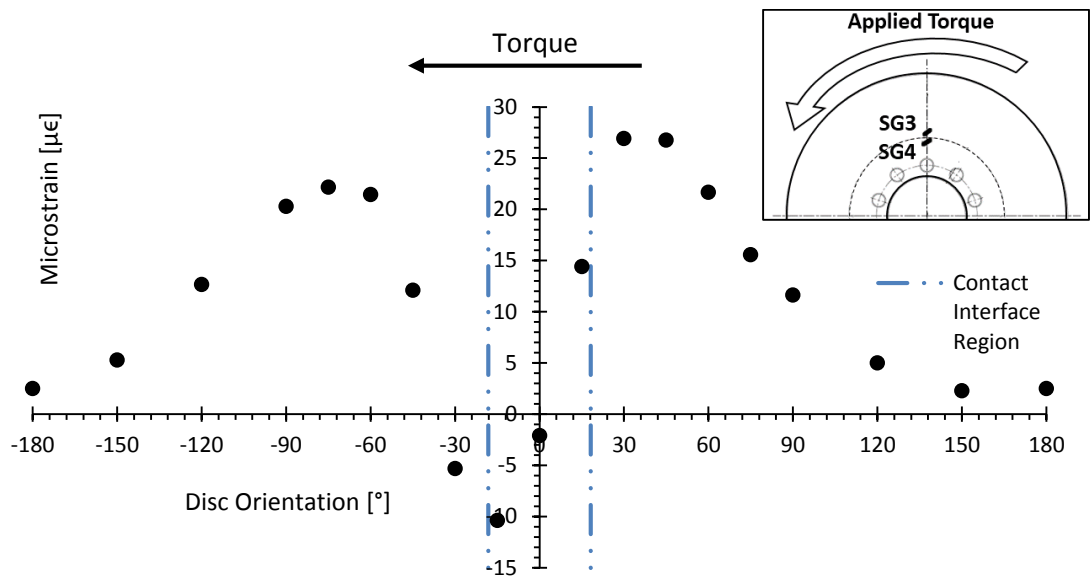 Torque
Applied Torque
SG3
SG4
Microstrain [µϵ]
30
25
20
15
10
5
0
-5
-10
-15
-180 -150 -120 -90 -60 -30 0 30 60 90 120 150 180
Disc Orientation [°]
Contact
Interface
Region